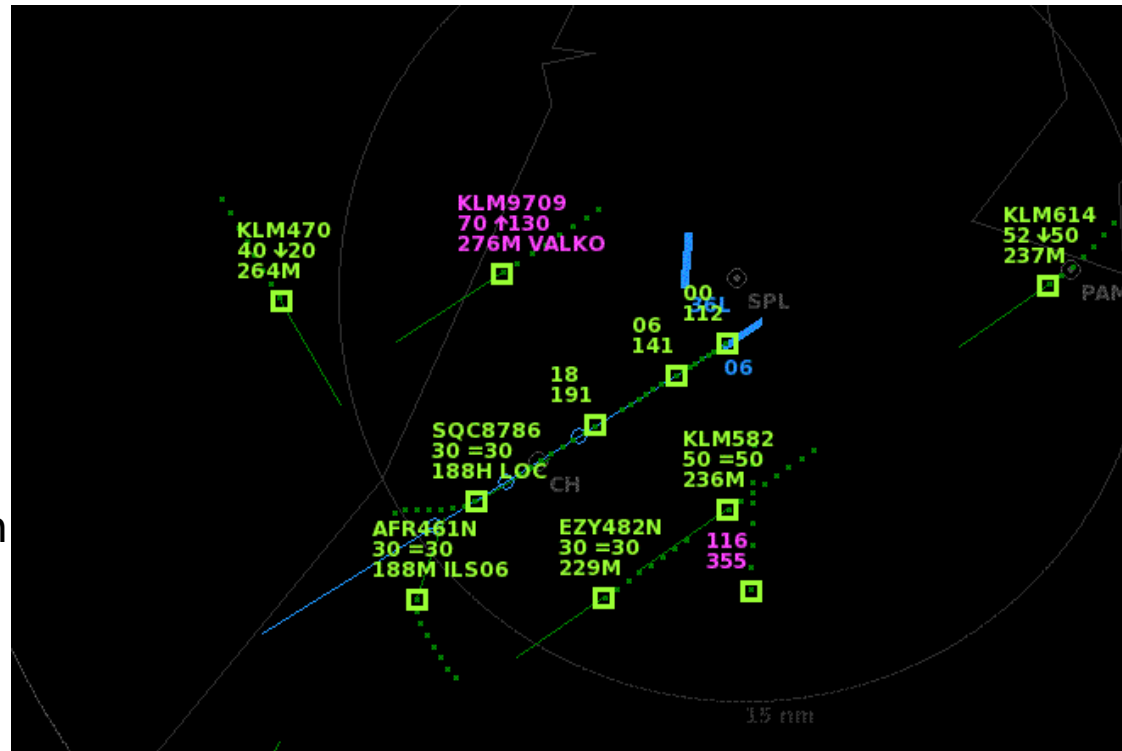 KLM470
40 ↓20
264M
KLM9709
70 ↑130
276M VALKO
KLM614
52 ↓50
237M
PAM
SPL
00
36L
112
06
141
06
18
191
SQC8786
30 =30
188H LOC
CH
KLM582
50 =50
236M
AFR461N
30 =30
188M ILS06
EZY482N
30 =30
229M
116
355
15 nm